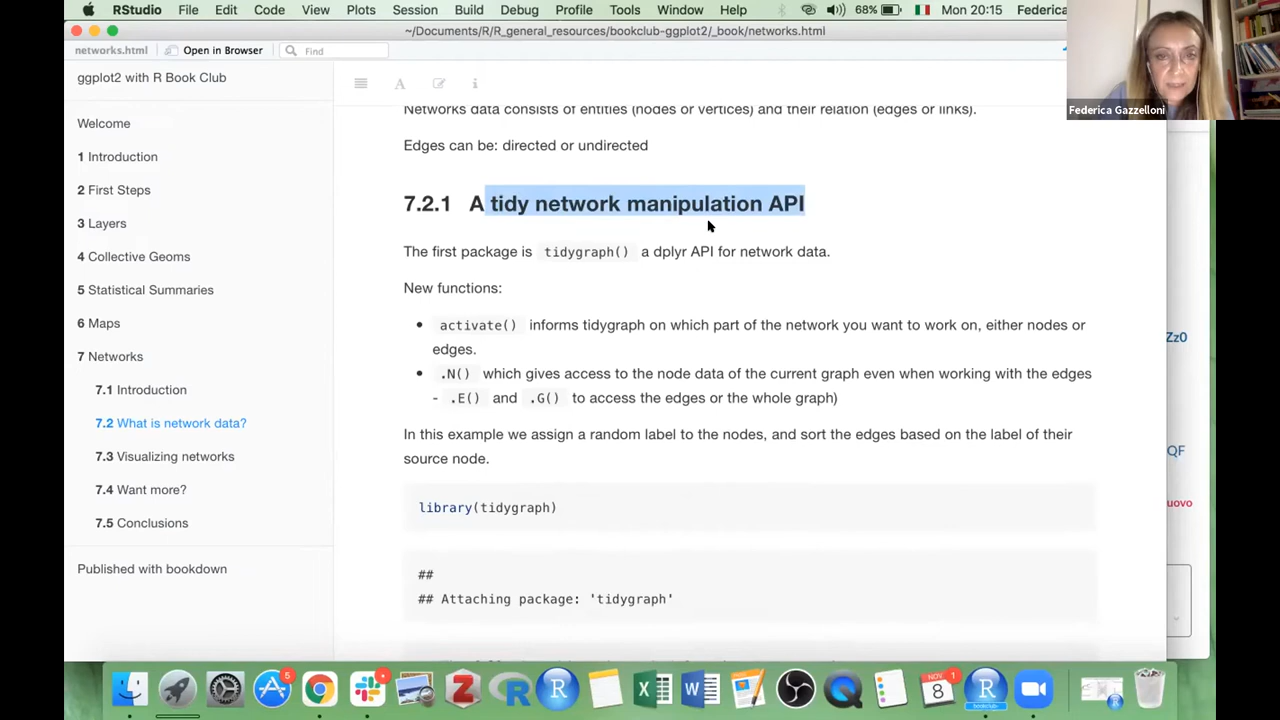 RStudio File Edit Code View Plots Session Build Debug Profile Tools Window Help 68% Mon 20:15 Federica
~/Documents/R/R_general_resources/bookclub-ggplot2/_book/networks.html
networks.html Open in Browser Find
Federica Gazzelloni
ggplot2 with R Book Club
Welcome
1 Introduction
2 First Steps
3 Layers
4 Collective Geoms
5 Statistical Summaries
6 Maps
7 Networks
7.1 Introduction
7.2 What is network data?
7.3 Visualizing networks
7.4 Want more?
7.5 Conclusions
Published with bookdown
Networks data consists of entities (nodes or vertices) and their relation (edges or links).
Edges can be: directed or undirected
7.2.1 A tidy network manipulation API
The first package is tidygraph() a dplyr API for network data.
New functions:
• activate() informs tidygraph on which part of the network you want to work on, either nodes or
edges.
• .N() which gives access to the node data of the current graph even when working with the edges
- .E() and .G() to access the edges or the whole graph)
In this example we assign a random label to the nodes, and sort the edges based on the label of their
source node.
library(tidygraph)
##
## Attaching package: 'tidygraph'
Zz0
QF
uovo
5
NOV 1
8